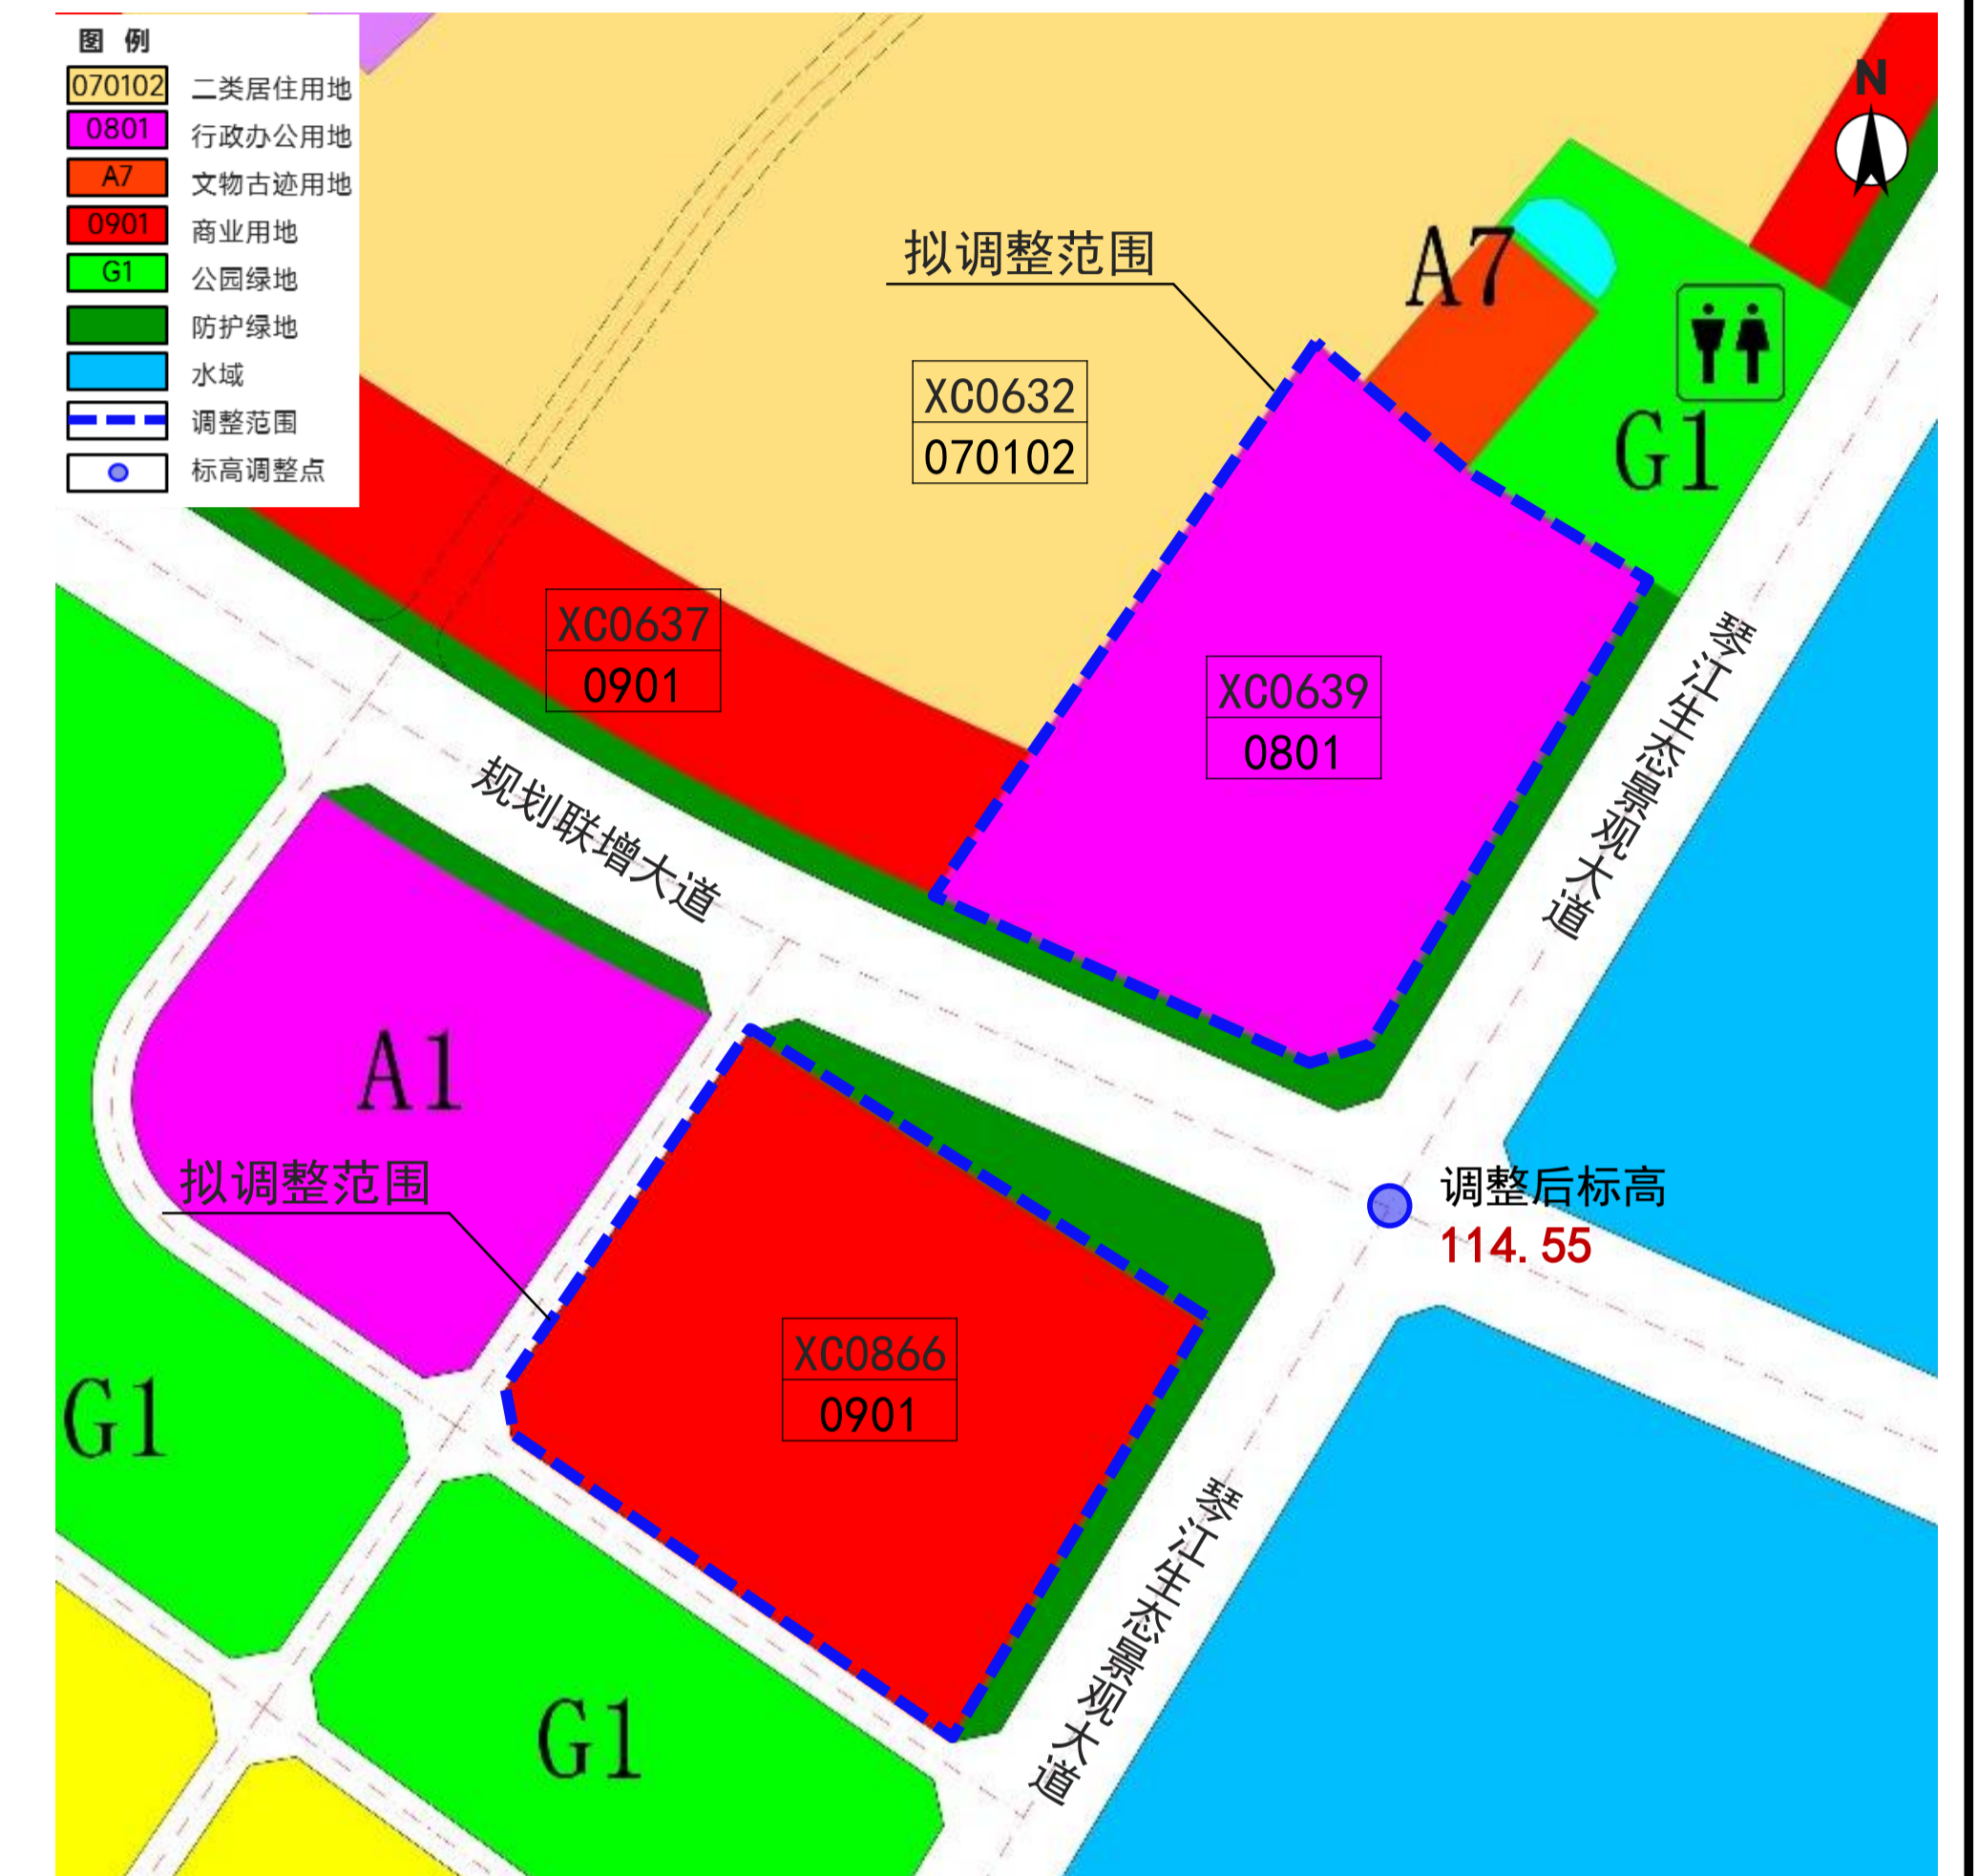 图 例
070102 二类居住用地
0801 行政办公用地
A7 文物古迹用地
0901 商业用地
G1 公园绿地
防护绿地
水域
调整范围
标高调整点
N
拟调整范围
A7
XC0632
070102
G1
XC0637
0901
XC0639
0801
琴江生态景观大道
规划联增大道
A1
拟调整范围
调整后标高
114.55
XC0866
0901
G1
琴江生态景观大道
G1